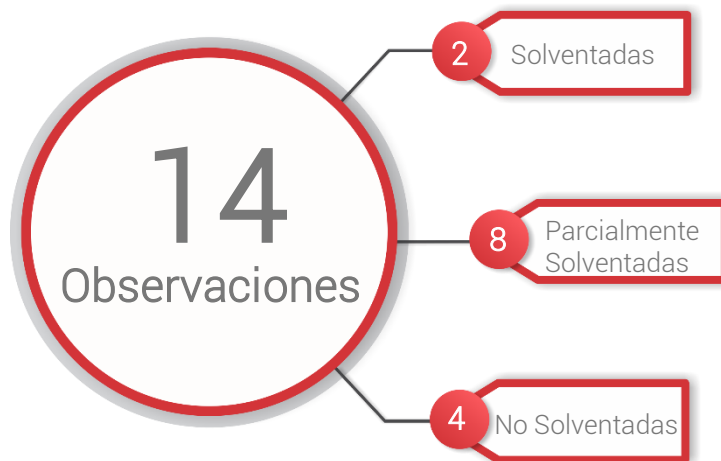 14
Observaciones
2
Solventadas
8
Parcialmente
Solventadas
4
No Solventadas